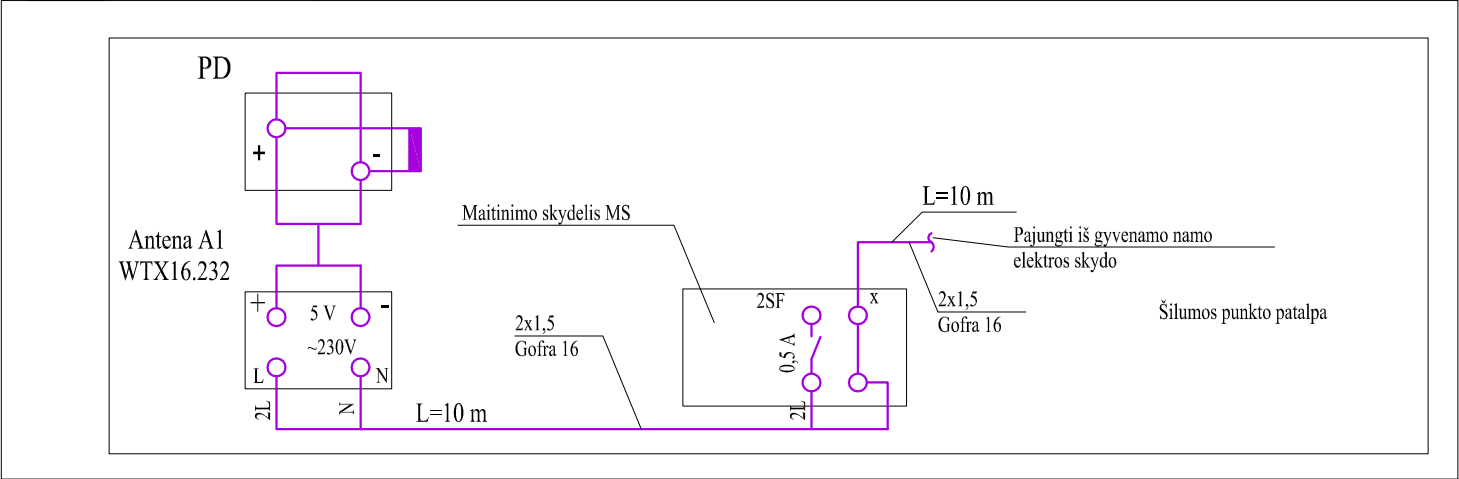 PD
+
-
Antena A1
WTX16.232
+
5 V
-
~230V
L
N
2L
N
L=10 m
2x1,5
Gofra 16
Maitinimo skydelis MS
2SF
x
0,5 A
2L
L=10 m
Pajungti iš gyvenamo namo
elektros skydo
2x1,5
Gofra 16
Šilumos punkto patalpa